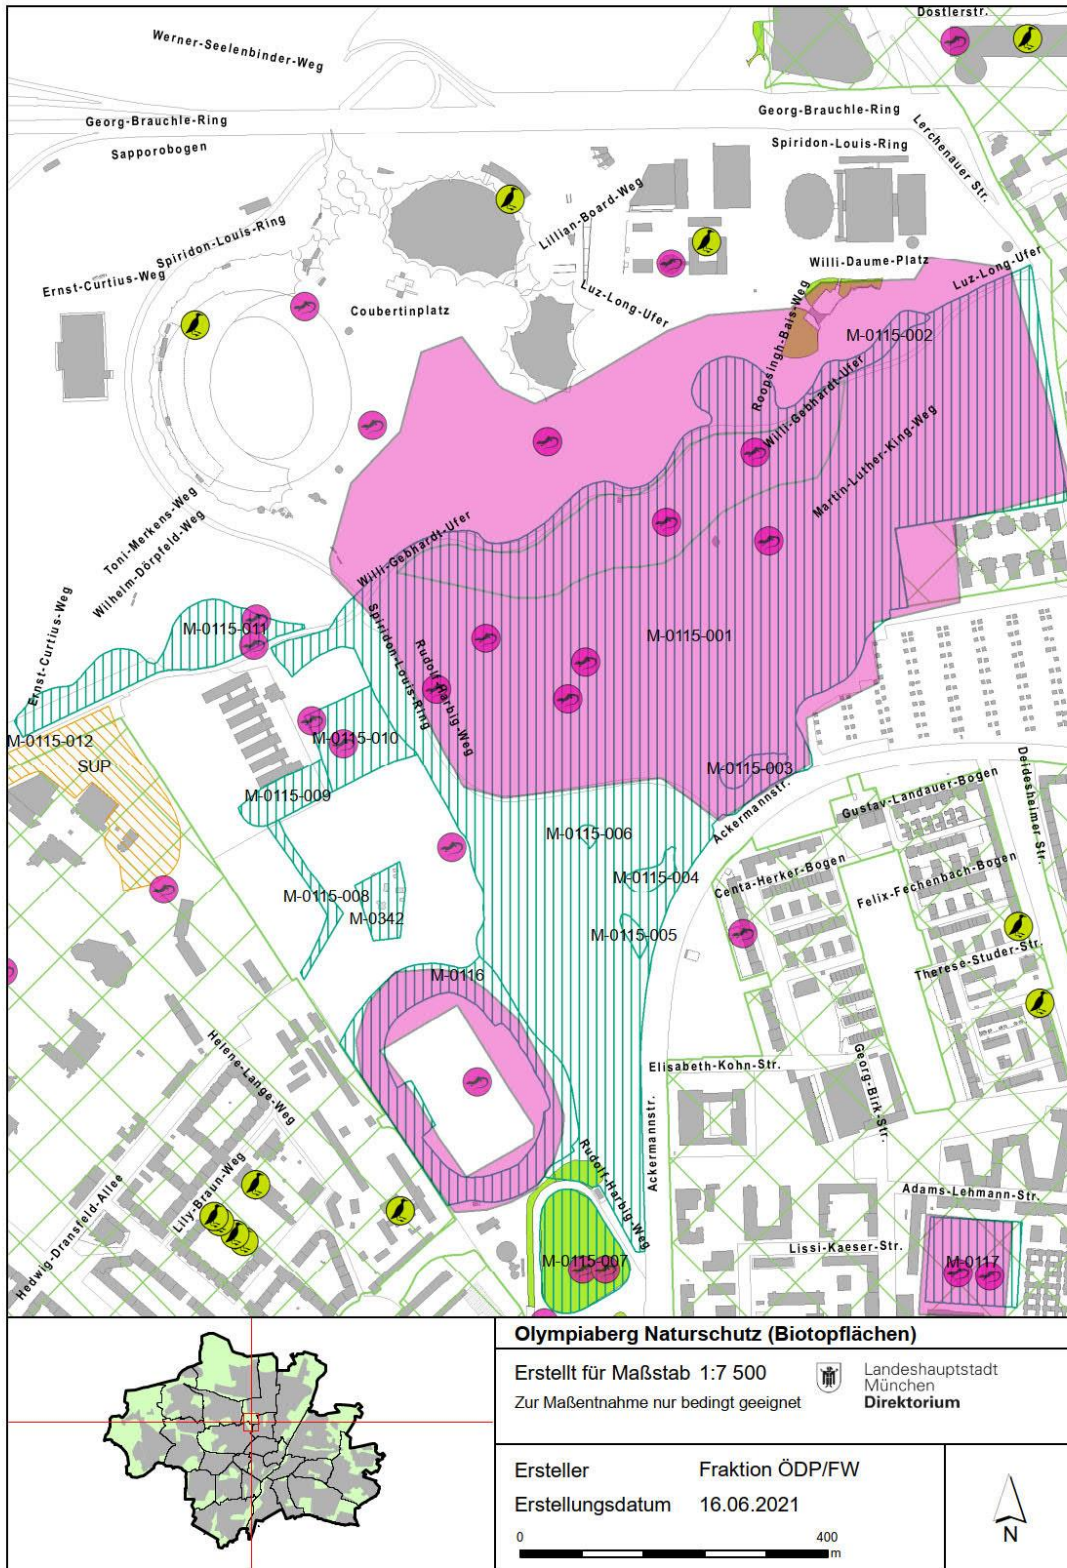 Dostlerstr.
Werner-Seelenbinder-Weg
Georg-Brauchle-Ring
Georg-Brauchle-Ring
Sapporobogen
Spiridon-Louis-Ring
Lerchenauer Str.
Lillian-Board-Weg
Spiridon-Louis-Ring
Ernst-Curtius-Weg
Willi-Daume-Platz
Luz-Long-Ufer
Luz-Long-Ufer
Coubertinplatz
Roopsingh-Bais-Weg
M-0115-002
Willi-Gebhardt-Ufer
Martin-Luther-King-Weg
Toni-Merkens-Weg
Wilhelm-Dörpfeld-Weg
Willi-Gebhardt-Ufer
Ernst-Curtius-Weg
M-0115-011
Spiridon-Louis-Ring
Rudolf-Harbig-Weg
M-0115-001
M-0115-012
SUP
M-0115-010
M-0115-003
M-0115-009
Ackermannstr.
Gustav-Landauer-Bogen
Deidesheimer Str.
M-0115-006
Centa-Herker-Bogen
Felix-Fechenbach-Bogen
M-0115-004
M-0115-008
M-0342
M-0115-005
Therese-Studer-Str.
M-0116
Helene-Lange-Weg
Elisabeth-Kohn-Str.
Georg-Birk-Str.
Ackermannstr.
Rudolf-Harbig-Weg
Lily-Braun-Weg
Hedwig-Dransfeld-Allee
Adams-Lehmann-Str.
Lissi-Kaeser-Str.
M-0115-007
M-0117
Olympiaberg Naturschutz (Biotopflächen)
Erstellt für Maßstab 1:7 500
Zur Maßentnahme nur bedingt geeignet
Landeshauptstadt
München
Direktorium
Ersteller Fraktion ÖDP/FW
Erstellungsdatum 16.06.2021
0 400
m
N